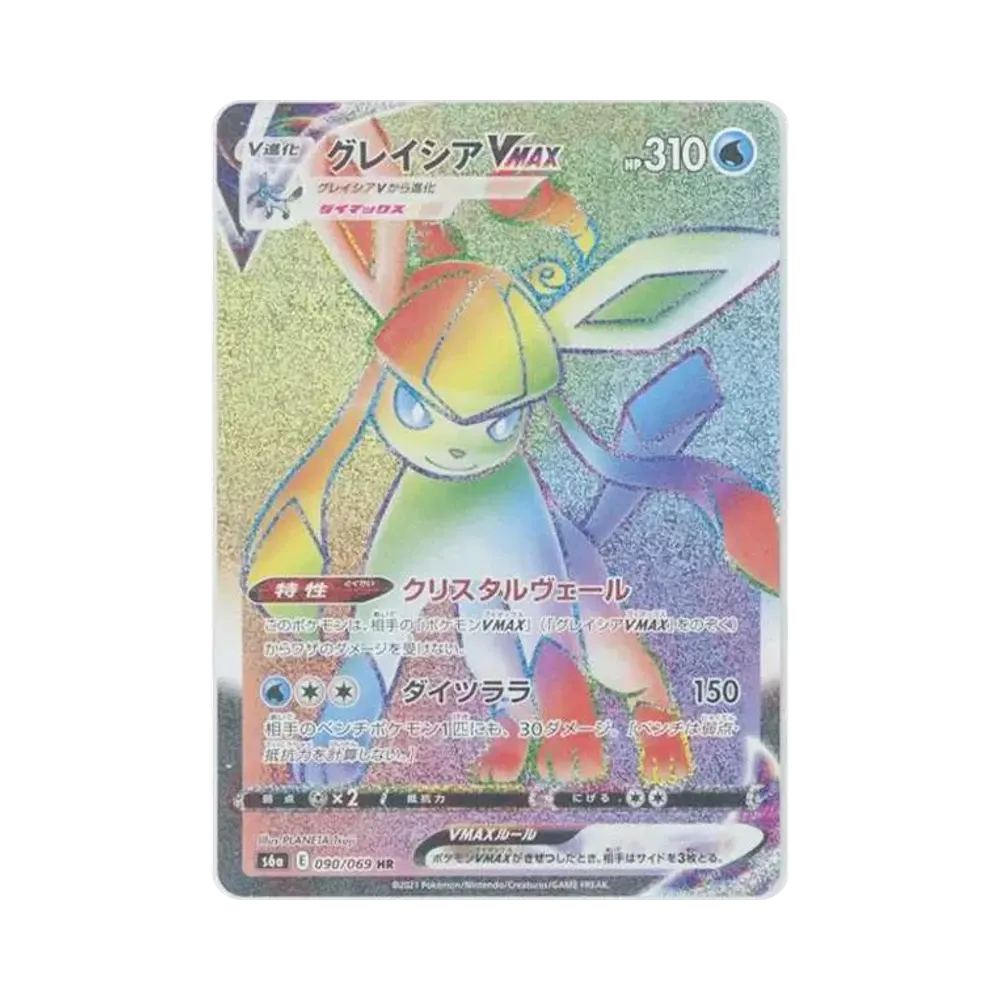 V進化
グレイシアVMAX
HP310
グレイシアVから進化
ダイマックス
特性 とくせい
クリスタルヴェール
このポケモンは、相手の「ポケモンVMAX」(「グレイシアVMAX」をのぞく)
からワザのダメージを受けない。
ダイツララ 150
相手のベンチポケモン1匹にも、30ダメージ。[ベンチは弱点・
抵抗力を計算しない。]
弱点 ×2 抵抗力 にげる
Illus. PLANETA Tsuji
VMAXルール
ポケモンVMAXがきぜつしたとき、相手はサイドを3枚とる。
s6a E 090/069 HR
©2021 Pokémon/Nintendo/Creatures/GAME FREAK.